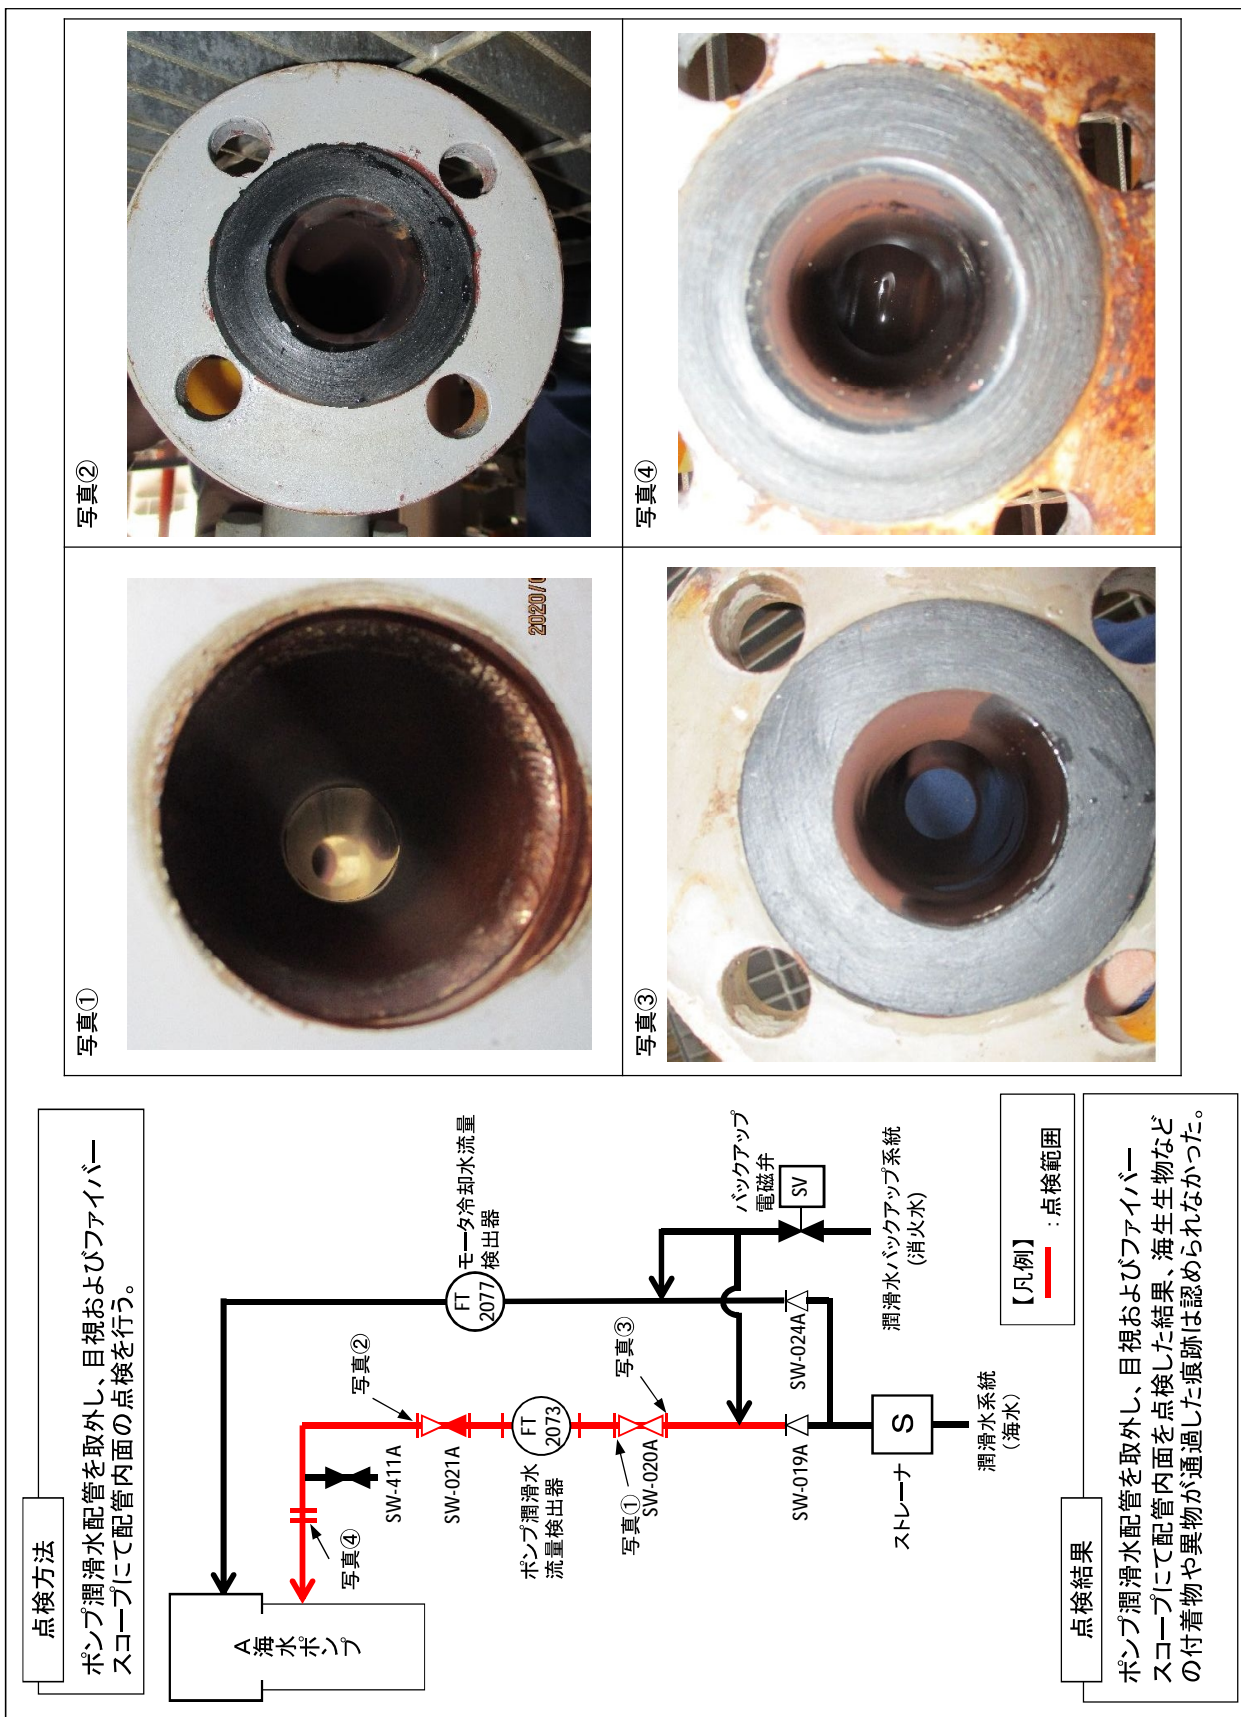 点検方法
ポンプ潤滑水配管を取外し、目視およびファイバー
スコープにて配管内面の点検を行う。
A
海水ポンプ
写真④
SW-411A
写真②
SW-021A
FT
2077
モータ冷却水流量
検出器
ポンプ潤滑水
流量検出器
FT
2073
写真①
SW-020A
写真③
SW-019A
SW-024A
バックアップ
電磁弁
SV
潤滑水バックアップ系統
(消火水)
ストレーナ
S
潤滑水系統
(海水)
【凡例】
：点検範囲
点検結果
ポンプ潤滑水配管を取外し、目視およびファイバー
スコープにて配管内面を点検した結果、海生生物など
の付着物や異物が通過した痕跡は認められなかった。
写真①
2020/0
写真②
写真③
写真④